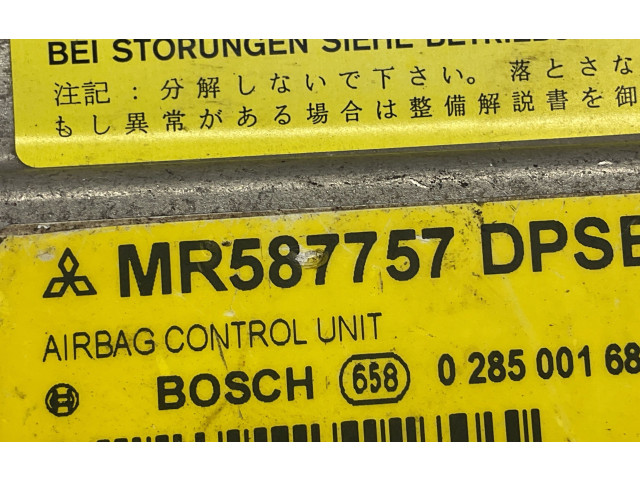 BEI STÖRUNGEN SIEHE
注記：分解しないで下さい。落とさな
もし異常がある場合は整備解説書を御
MR587757 DPSE
AIRBAG CONTROL UNIT
BOSCH 658 0 285 001 68